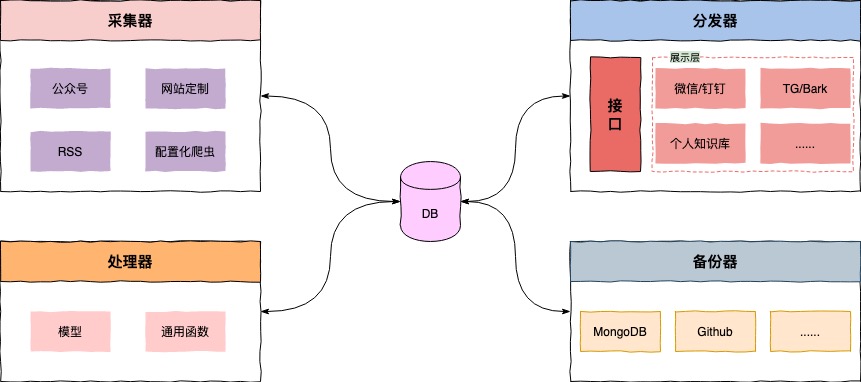 采集器
公众号
网站定制
RSS
配置化爬虫
分发器
接
口
展示层
微信/钉钉
TG/Bark
个人知识库
......
DB
处理器
模型
通用函数
备份器
MongoDB
Github
......